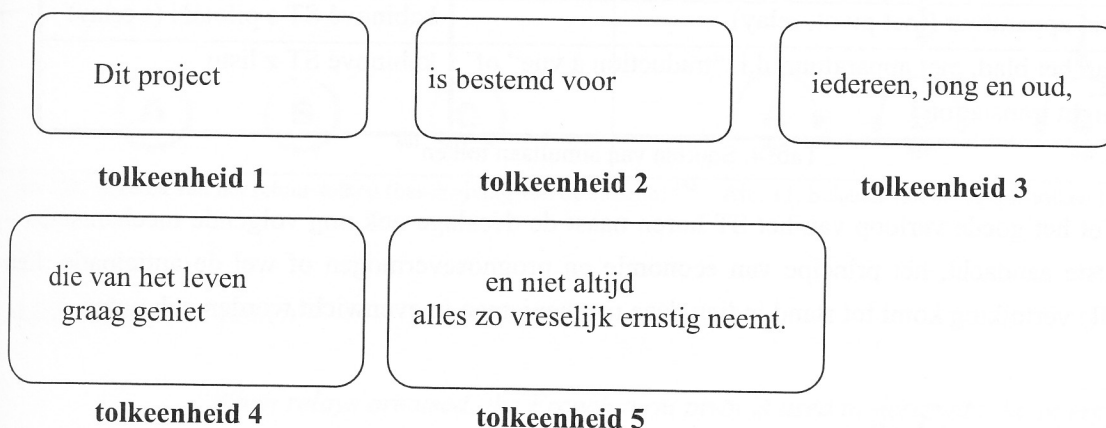 Dit project
is bestemd voor
iedereen, jong en oud,
tolkeenheid 1
tolkeenheid 2
tolkeenheid 3
die van het leven
graag geniet
en niet altijd
alles zo vreselijk ernstig neemt.
tolkeenheid 4
tolkeenheid 5